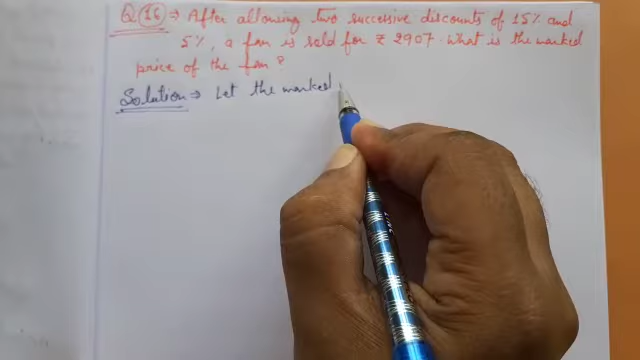 Q.(16) ⇒ After allowing two successive discounts of 15% and
5%, a fan is sold for ₹ 2907. What is the marked
price of the fan?
Solution ⇒ Let the marked